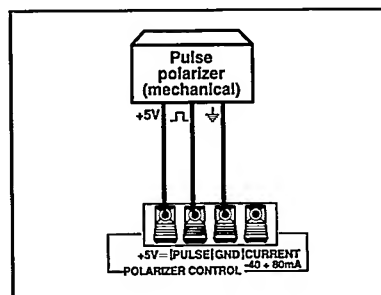 Pulse
polarizer
(mechanical)
+5V
+5V=|PULSE|GND|CURRENT
-40 + 80mA
POLARIZER CONTROL